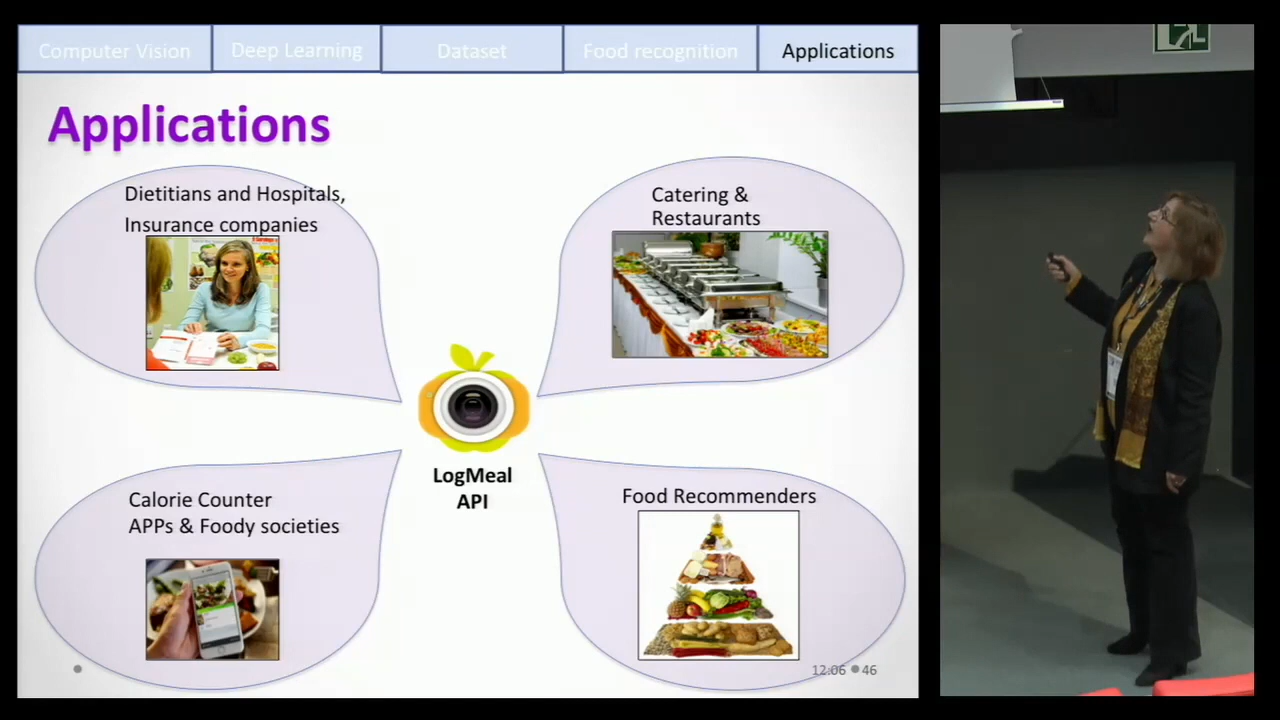 Computer Vision
Deep Learning
Dataset
Food recognition
Applications
Applications
Dietitians and Hospitals,
Insurance companies
Catering &
Restaurants
LogMeal
API
Calorie Counter
APPs & Foody societies
Food Recommenders
12:06
46